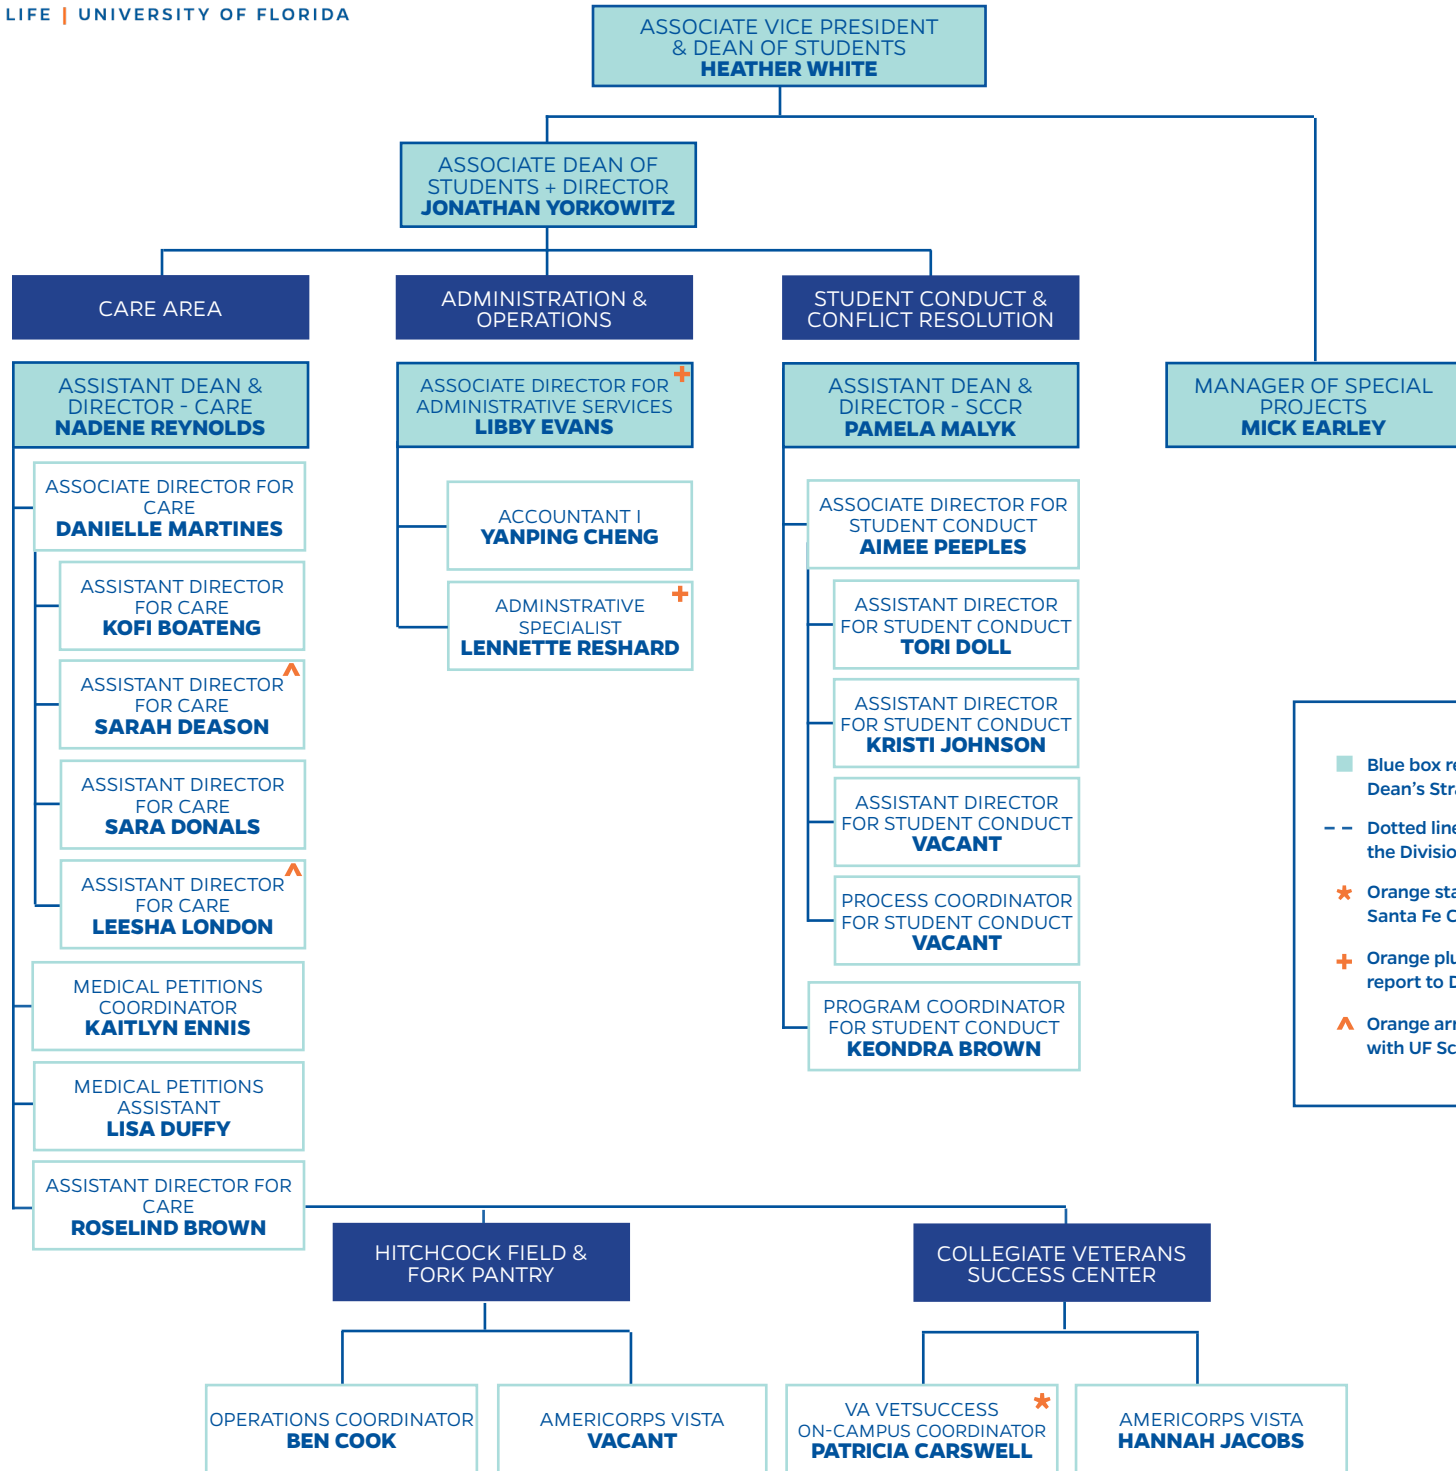 LIFE | UNIVERSITY OF FLORIDA
ASSOCIATE VICE PRESIDENT
& DEAN OF STUDENTS
HEATHER WHITE
ASSOCIATE DEAN OF
STUDENTS + DIRECTOR
JONATHAN YORKOWITZ
CARE AREA
ADMINISTRATION &
OPERATIONS
STUDENT CONDUCT &
CONFLICT RESOLUTION
ASSISTANT DEAN &
DIRECTOR - CARE
NADENE REYNOLDS
ASSOCIATE DIRECTOR FOR
ADMINISTRATIVE SERVICES
LIBBY EVANS
ASSISTANT DEAN &
DIRECTOR - SCCR
PAMELA MALYK
MANAGER OF SPECIAL
PROJECTS
MICK EARLEY
ASSOCIATE DIRECTOR FOR
CARE
DANIELLE MARTINES
ASSISTANT DIRECTOR
FOR CARE
KOFI BOATENG
ASSISTANT DIRECTOR
FOR CARE
SARAH DEASON
ASSISTANT DIRECTOR
FOR CARE
SARA DONALS
ASSISTANT DIRECTOR
FOR CARE
LEESHA LONDON
MEDICAL PETITIONS
COORDINATOR
KAITLYN ENNIS
MEDICAL PETITIONS
ASSISTANT
LISA DUFFY
ASSISTANT DIRECTOR FOR
CARE
ROSELIND BROWN
ACCOUNTANT I
YANPING CHENG
ADMINSTRATIVE
SPECIALIST
LENNETTE RESHARD
ASSOCIATE DIRECTOR FOR
STUDENT CONDUCT
AIMEE PEEPLES
ASSISTANT DIRECTOR
FOR STUDENT CONDUCT
TORI DOLL
ASSISTANT DIRECTOR
FOR STUDENT CONDUCT
KRISTI JOHNSON
ASSISTANT DIRECTOR
FOR STUDENT CONDUCT
VACANT
PROCESS COORDINATOR
FOR STUDENT CONDUCT
VACANT
PROGRAM COORDINATOR
FOR STUDENT CONDUCT
KEONDRA BROWN
Blue box
Dean's
Dotted line
the
Orange
Santa Fe
Orange
report to
Orange
with UF
HITCHCOCK FIELD &
FORK PANTRY
COLLEGIATE VETERANS
SUCCESS CENTER
OPERATIONS COORDINATOR
BEN COOK
AMERICORPS VISTA
VACANT
VA VETSUCCESS
ON-CAMPUS COORDINATOR
PATRICIA CARSWELL
AMERICORPS VISTA
HANNAH JACOBS